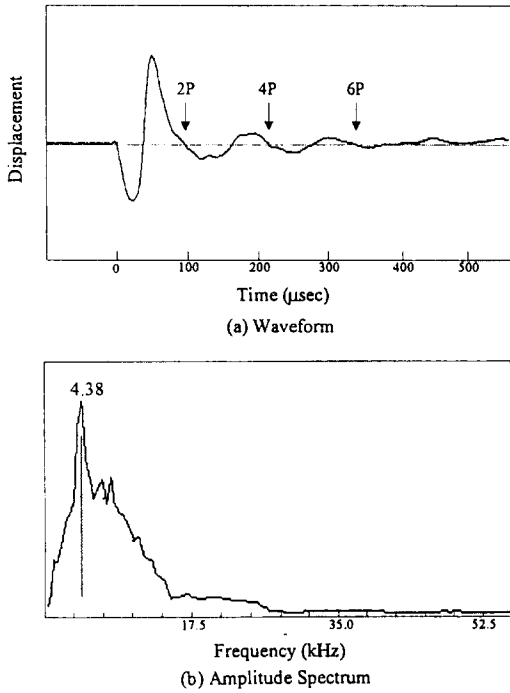 Displacement
2P 4P 6P
0 100 200 300 400 500
Time (μsec)
(a) Waveform
4.38
17.5 35.0 52.5
Frequency (kHz)
(b) Amplitude Spectrum